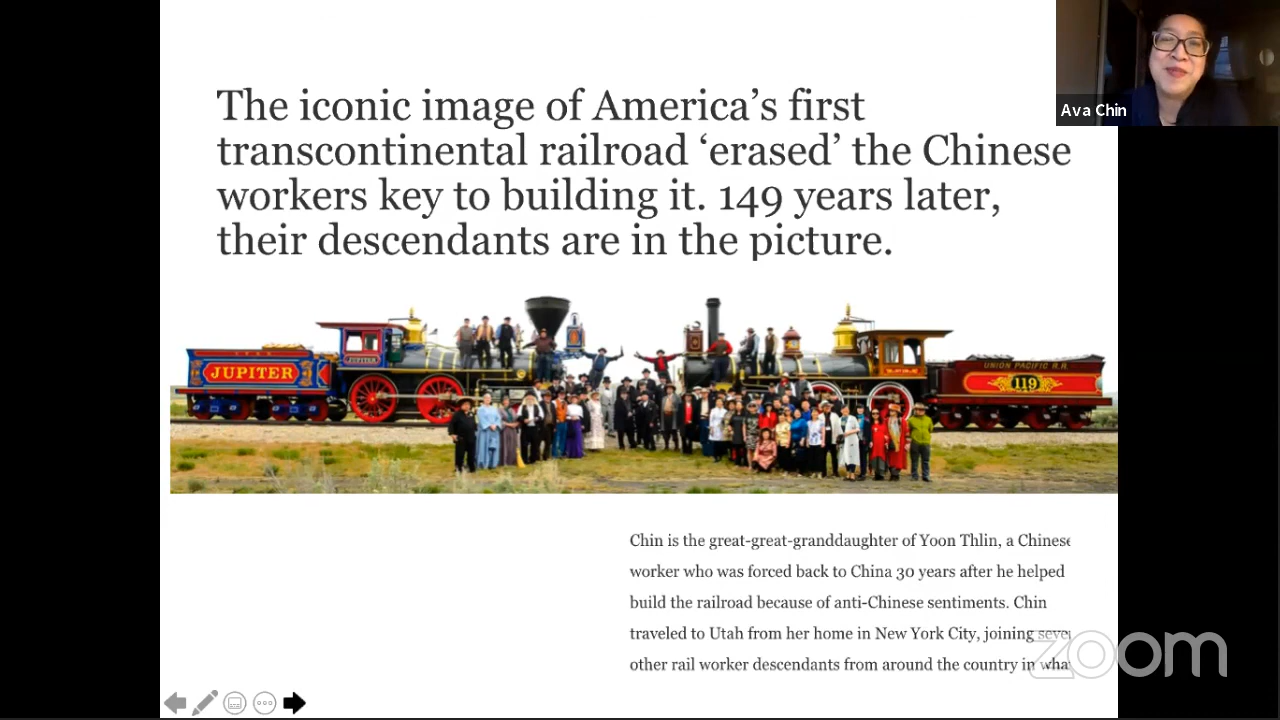 The iconic image of America’s first
transcontinental railroad ‘erased’ the Chinese
workers key to building it. 149 years later,
their descendants are in the picture.
Ava Chin
JUPITER
JUPITER
UNION PACIFIC R.R.
119
Chin is the great-great-granddaughter of Yoon Thlin, a Chinese
worker who was forced back to China 30 years after he helped
build the railroad because of anti-Chinese sentiments. Chin
traveled to Utah from her home in New York City, joining
other rail worker descendants from around the country in
zoom